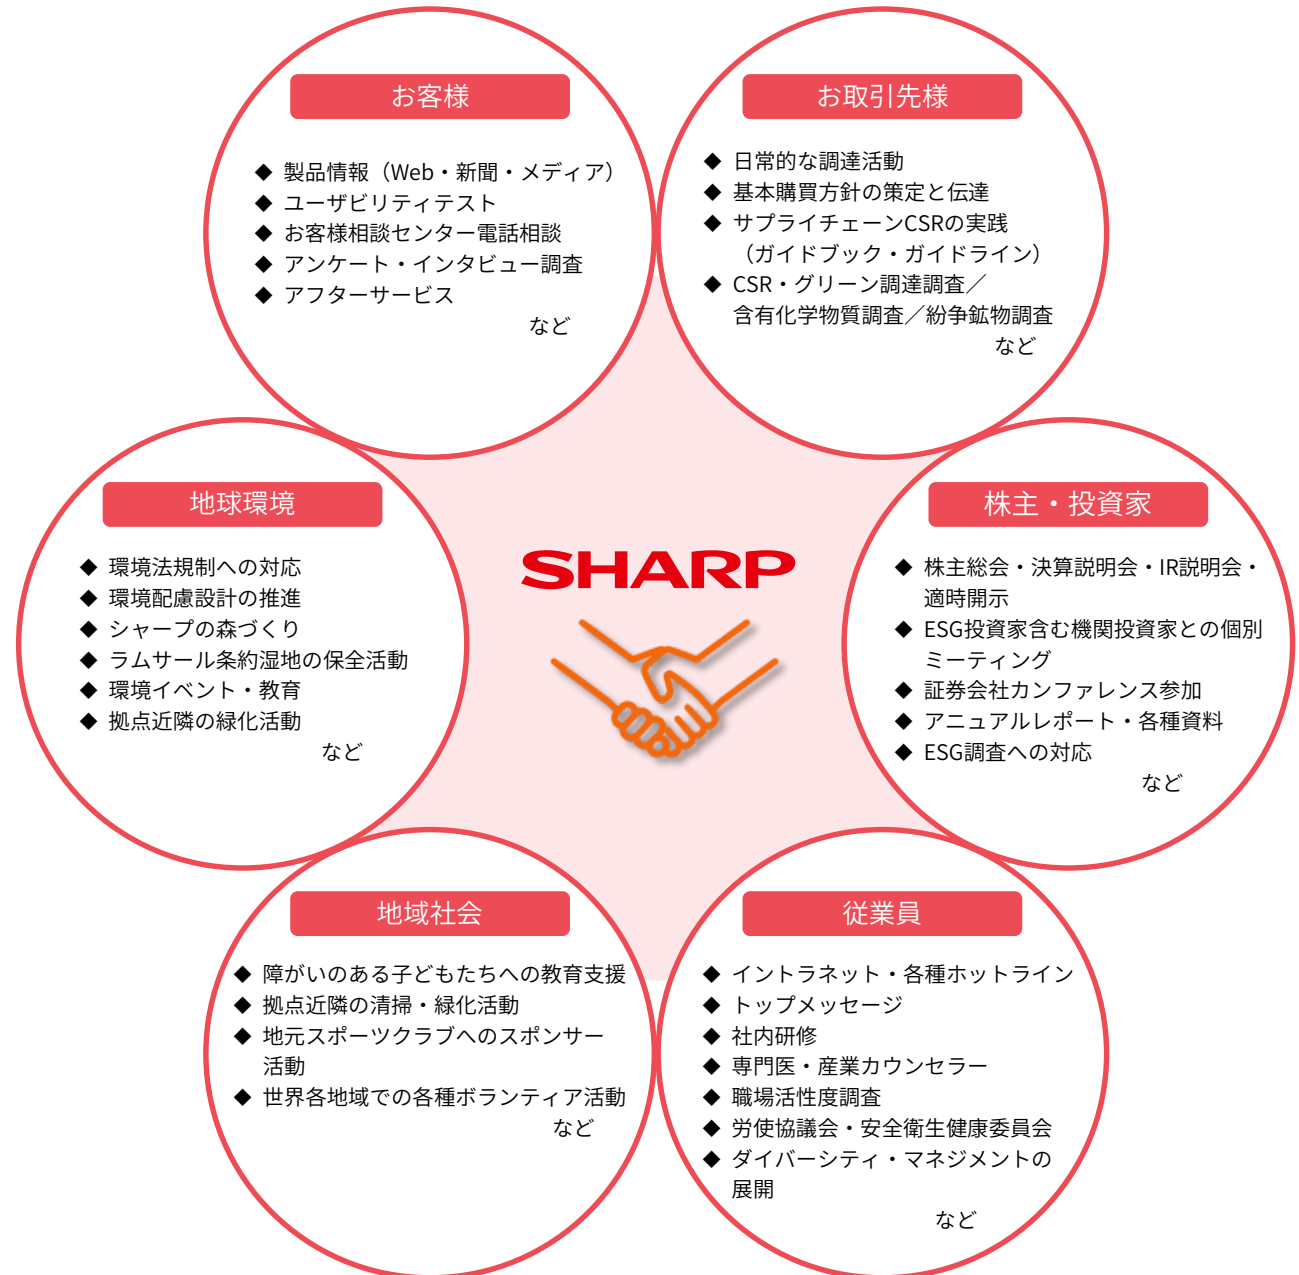 お客様
◆ 製品情報（Web・新聞・メディア）
◆ ユーザビリティテスト
◆ お客様相談センター電話相談
◆ アンケート・インタビュー調査
◆ アフターサービス
など
お取引先様
◆ 日常的な調達活動
◆ 基本購買方針の策定と伝達
◆ サプライチェーンCSRの実践
（ガイドブック・ガイドライン）
◆ CSR・グリーン調達調査／
含有化学物質調査／紛争鉱物調査
など
地球環境
◆ 環境法規制への対応
◆ 環境配慮設計の推進
◆ シャープの森づくり
◆ ラムサール条約湿地の保全活動
◆ 環境イベント・教育
◆ 拠点近隣の緑化活動
など
SHARP
株主・投資家
◆ 株主総会・決算説明会・IR説明会・
適時開示
◆ ESG投資家含む機関投資家との個別
ミーティング
◆ 証券会社カンファレンス参加
◆ アニュアルレポート・各種資料
◆ ESG調査への対応
など
地域社会
◆ 障がいのある子どもたちへの教育支援
◆ 拠点近隣の清掃・緑化活動
◆ 地元スポーツクラブへのスポンサー
活動
◆ 世界各地域での各種ボランティア活動
など
従業員
◆ イントラネット・各種ホットライン
◆ トップメッセージ
◆ 社内研修
◆ 専門医・産業カウンセラー
◆ 職場活性度調査
◆ 労使協議会・安全衛生健康委員会
◆ ダイバーシティ・マネジメントの
展開
など